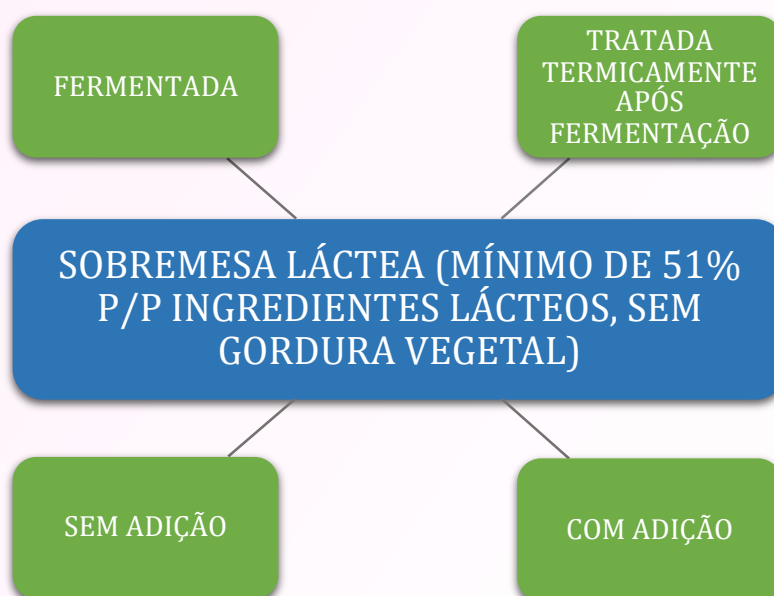 FERMENTADA
TRATADA
TERMICAMENTE
APÓS
FERMENTAÇÃO
SOBREMESA LÁCTEA (MÍNIMO DE 51%
P/P INGREDIENTES LÁCTEOS, SEM
GORDURA VEGETAL)
SEM ADIÇÃO
COM ADIÇÃO